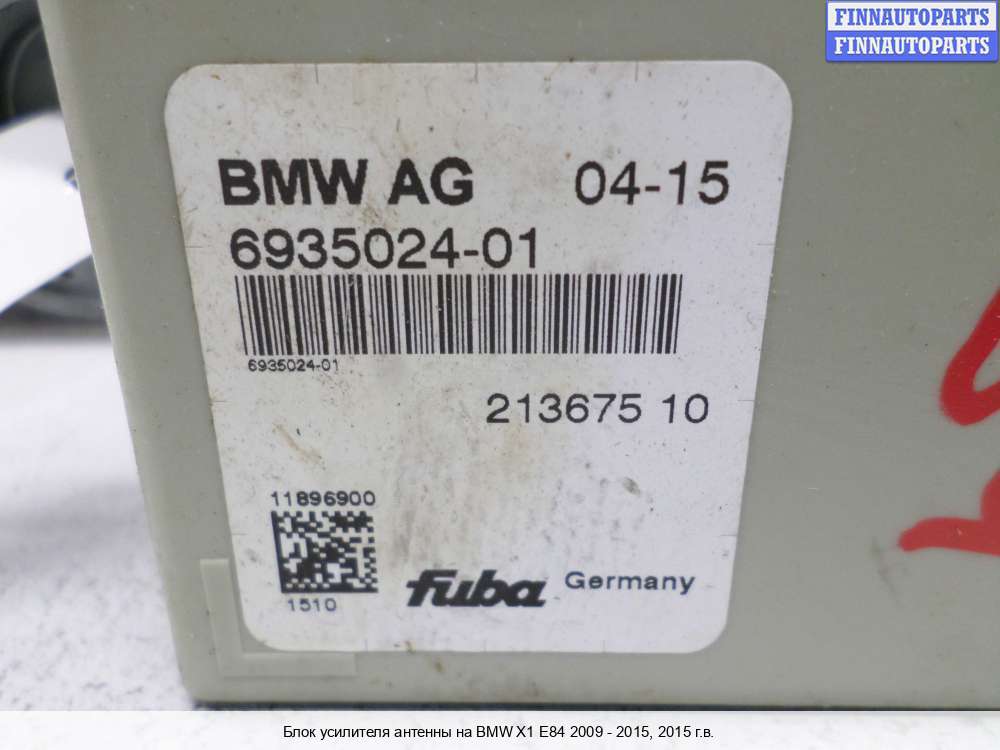 FINNAUTOPARTS
FINNAUTOPARTS
BMW AG 04-15
6935024-01
6935024-01
213675 10
11896900
1510
fuba Germany
Блок усилителя антенны на BMW X1 E84 2009 - 2015, 2015 г.в.